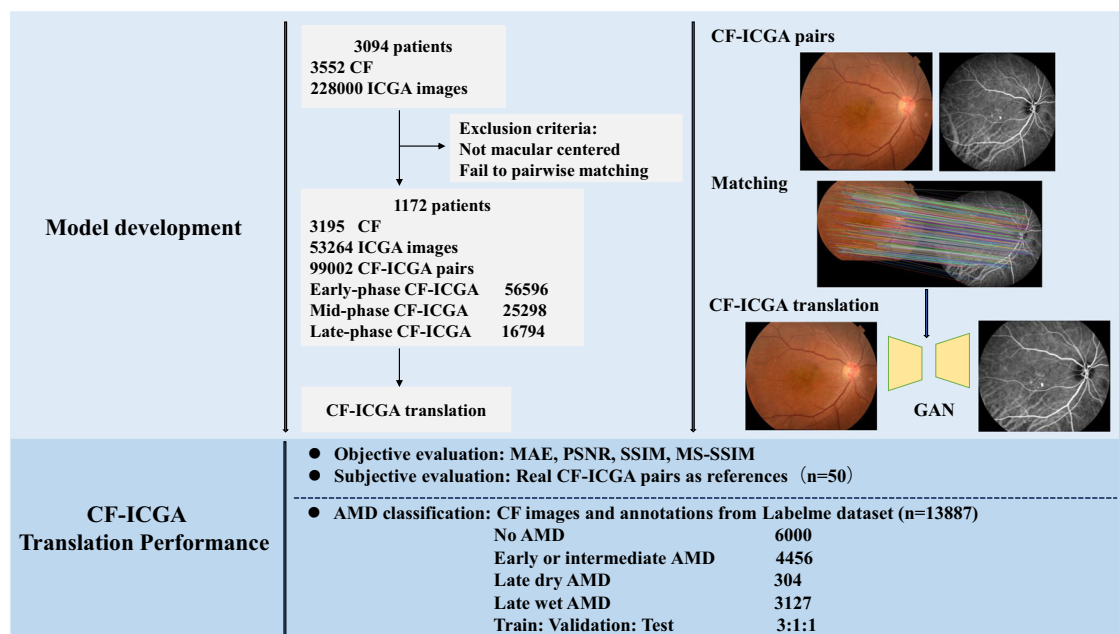 3094 patients
3552 CF
228000 ICGA images
Exclusion criteria:
Not macular centered
Fail to pairwise matching
1172 patients
3195 CF
53264 ICGA images
99002 CF-ICGA pairs
Early-phase CF-ICGA 56596
Mid-phase CF-ICGA 25298
Late-phase CF-ICGA 16794
CF-ICGA translation
Model development
CF-ICGA pairs
Matching
CF-ICGA translation
GAN
CF-ICGA
Translation Performance
● Objective evaluation: MAE, PSNR, SSIM, MS-SSIM
● Subjective evaluation: Real CF-ICGA pairs as references（n=50）
● AMD classification: CF images and annotations from Labelme dataset (n=13887)
No AMD 6000
Early or intermediate AMD 4456
Late dry AMD 304
Late wet AMD 3127
Train: Validation: Test 3:1:1